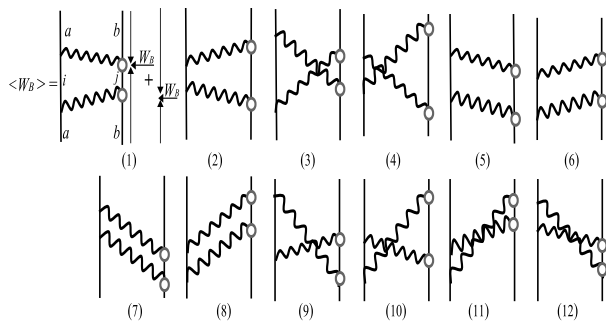 a b
W_B
<W_B> = i j +
W_B
a b
(1) (2) (3) (4) (5) (6)
(7) (8) (9) (10) (11) (12)